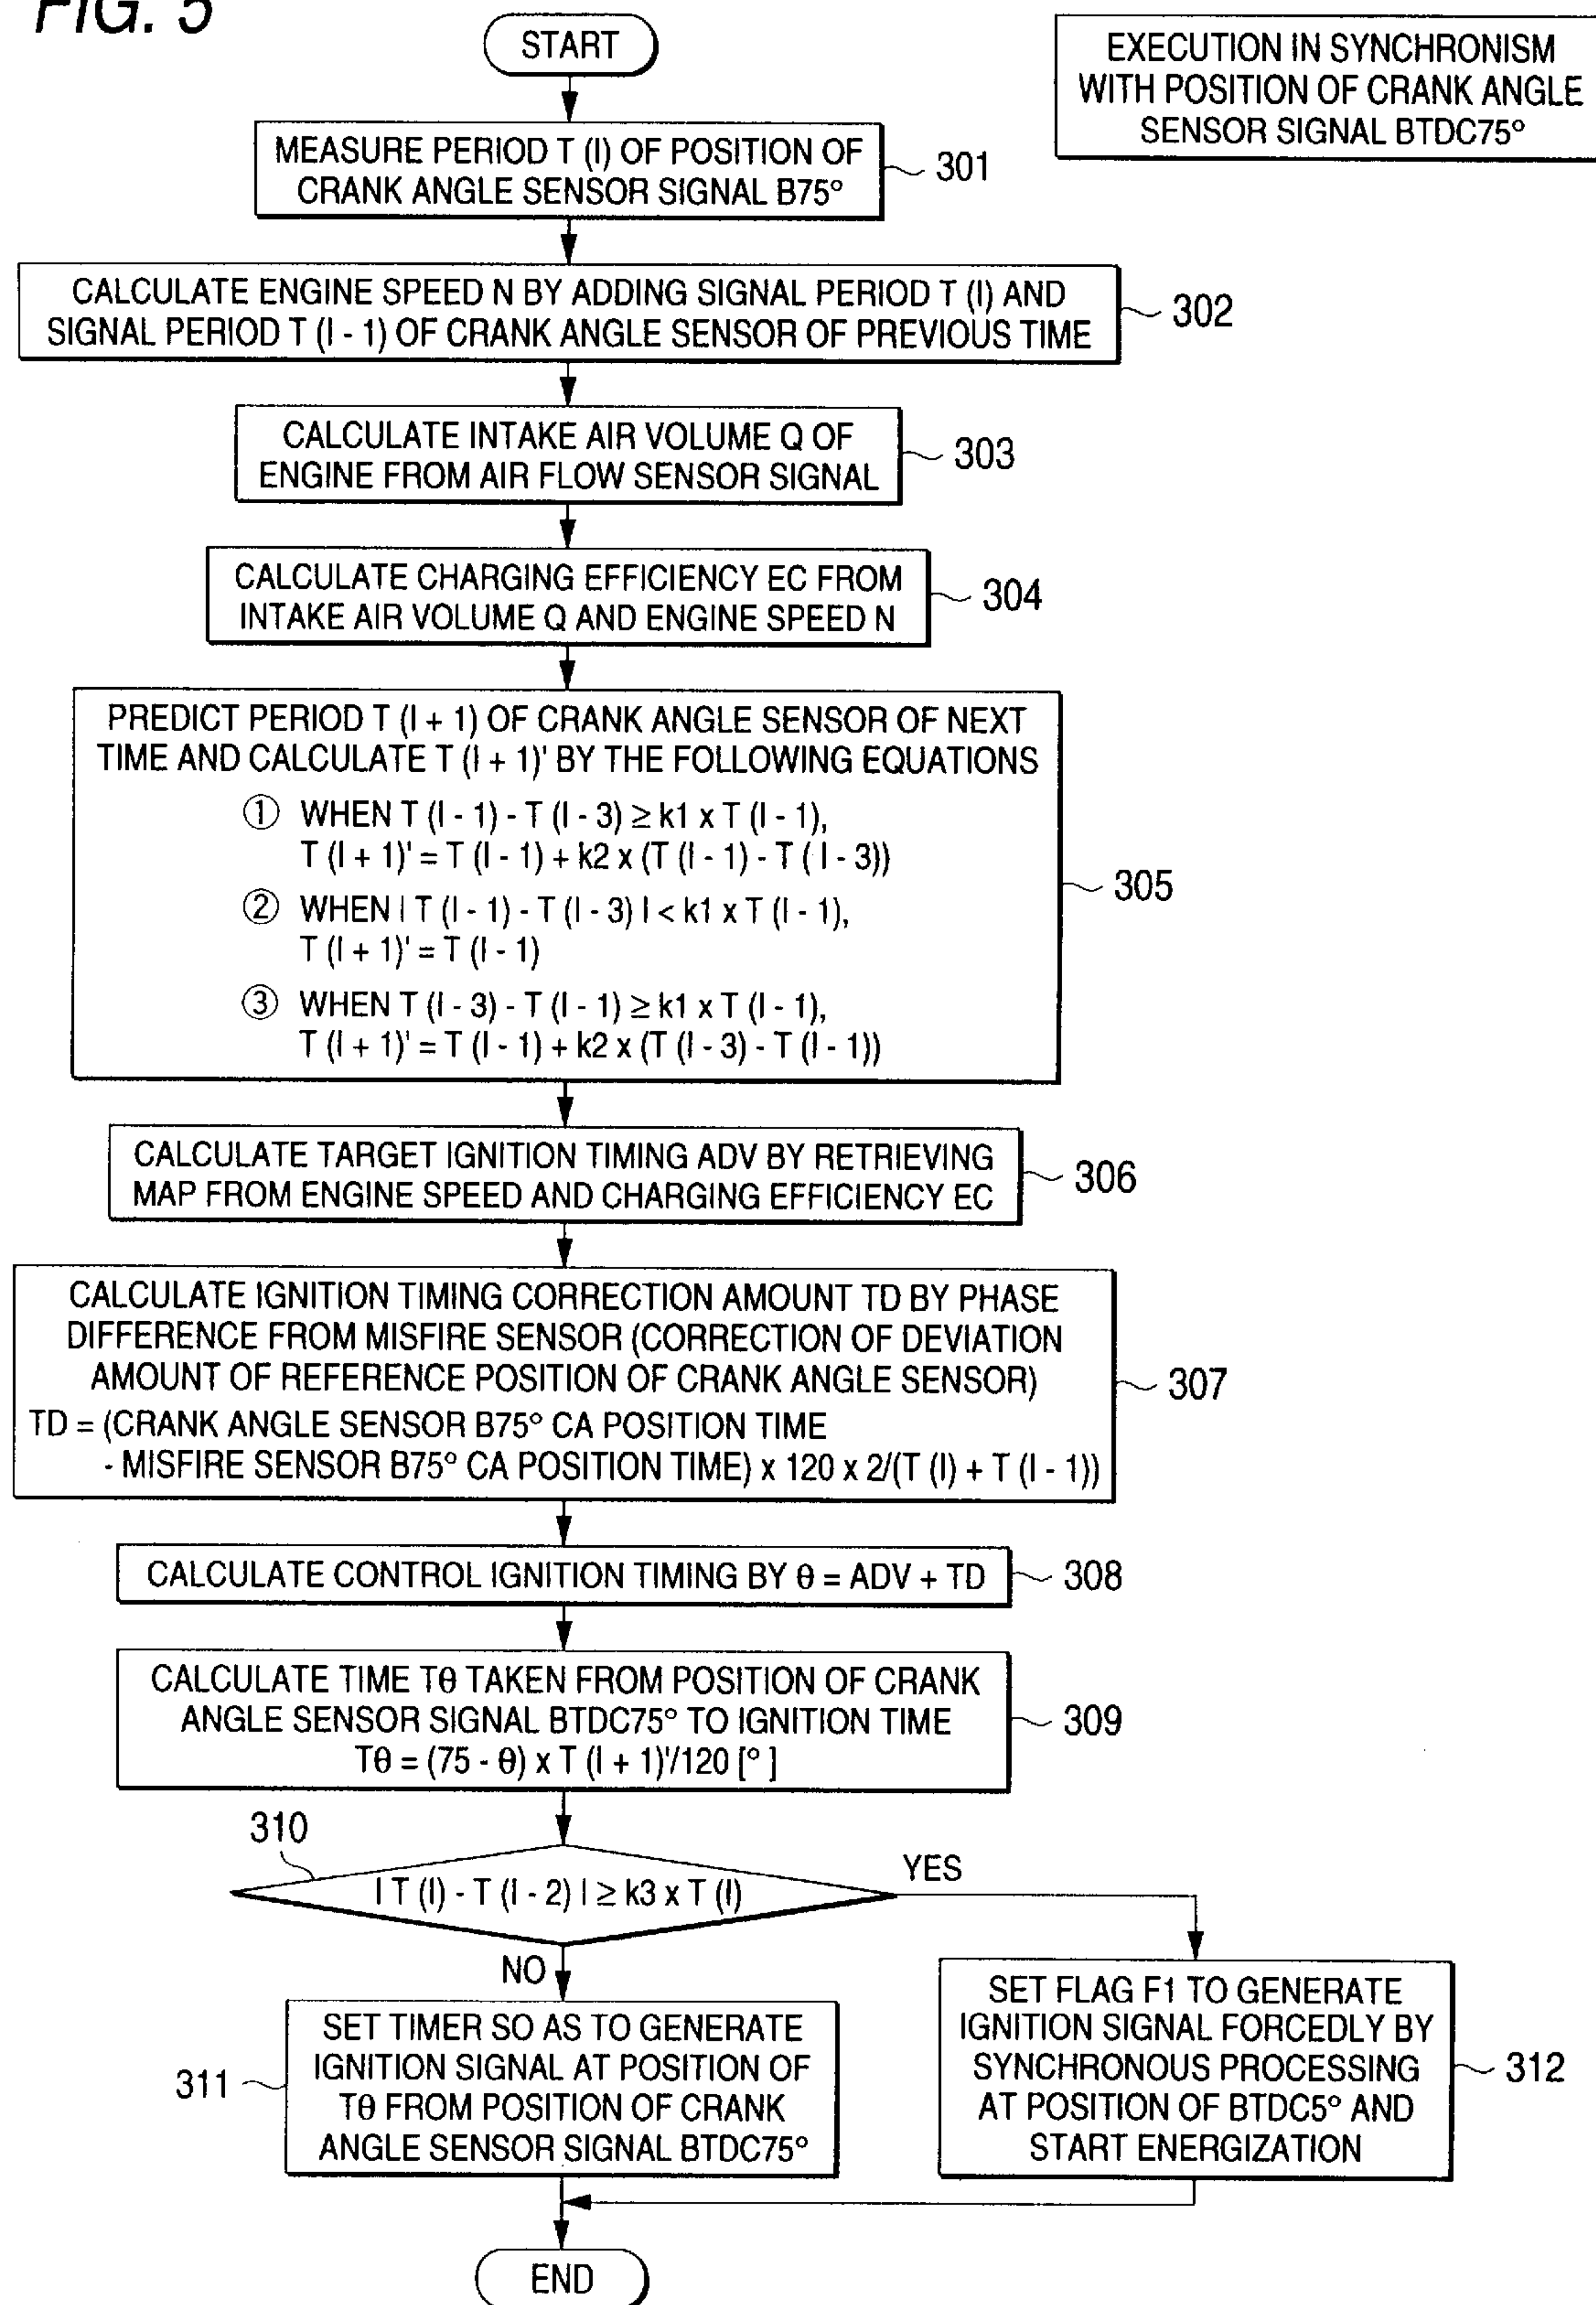 FIG. 5
START
EXECUTION IN SYNCHRONISM
WITH POSITION OF CRANK ANGLE
SENSOR SIGNAL BTDC75°
MEASURE PERIOD T (I) OF POSITION OF
CRANK ANGLE SENSOR SIGNAL B75°
301
CALCULATE ENGINE SPEED N BY ADDING SIGNAL PERIOD T (I) AND
SIGNAL PERIOD T (I - 1) OF CRANK ANGLE SENSOR OF PREVIOUS TIME
302
CALCULATE INTAKE AIR VOLUME Q OF
ENGINE FROM AIR FLOW SENSOR SIGNAL
303
CALCULATE CHARGING EFFICIENCY EC FROM
INTAKE AIR VOLUME Q AND ENGINE SPEED N
304
PREDICT PERIOD T (I + 1) OF CRANK ANGLE SENSOR OF NEXT
TIME AND CALCULATE T (I + 1)' BY THE FOLLOWING EQUATIONS
① WHEN T (I - 1) - T (I - 3) ≥ k1 x T (I - 1),
T (I + 1)' = T (I - 1) + k2 x (T (I - 1) - T ( I - 3))
② WHEN I T (I - 1) - T (I - 3) I < k1 x T (I - 1),
T (I + 1)' = T (I - 1)
③ WHEN T (I - 3) - T (I - 1) ≥ k1 x T (I - 1),
T (I + 1)' = T (I - 1) + k2 x (T (I - 3) - T (I - 1))
305
CALCULATE TARGET IGNITION TIMING ADV BY RETRIEVING
MAP FROM ENGINE SPEED AND CHARGING EFFICIENCY EC
306
CALCULATE IGNITION TIMING CORRECTION AMOUNT TD BY PHASE
DIFFERENCE FROM MISFIRE SENSOR (CORRECTION OF DEVIATION
AMOUNT OF REFERENCE POSITION OF CRANK ANGLE SENSOR)
TD = (CRANK ANGLE SENSOR B75° CA POSITION TIME
- MISFIRE SENSOR B75° CA POSITION TIME) x 120 x 2/(T (I) + T (I - 1))
307
CALCULATE CONTROL IGNITION TIMING BY θ = ADV + TD
308
CALCULATE TIME Tθ TAKEN FROM POSITION OF CRANK
ANGLE SENSOR SIGNAL BTDC75° TO IGNITION TIME
Tθ = (75 - θ) x T (I + 1)'/120 [° ]
309
310
I T (I) - T (I - 2) I ≥ k3 x T (I)
YES
NO
SET TIMER SO AS TO GENERATE
IGNITION SIGNAL AT POSITION OF
Tθ FROM POSITION OF CRANK
ANGLE SENSOR SIGNAL BTDC75°
311
SET FLAG F1 TO GENERATE
IGNITION SIGNAL FORCEDLY BY
SYNCHRONOUS PROCESSING
AT POSITION OF BTDC5° AND
START ENERGIZATION
312
END